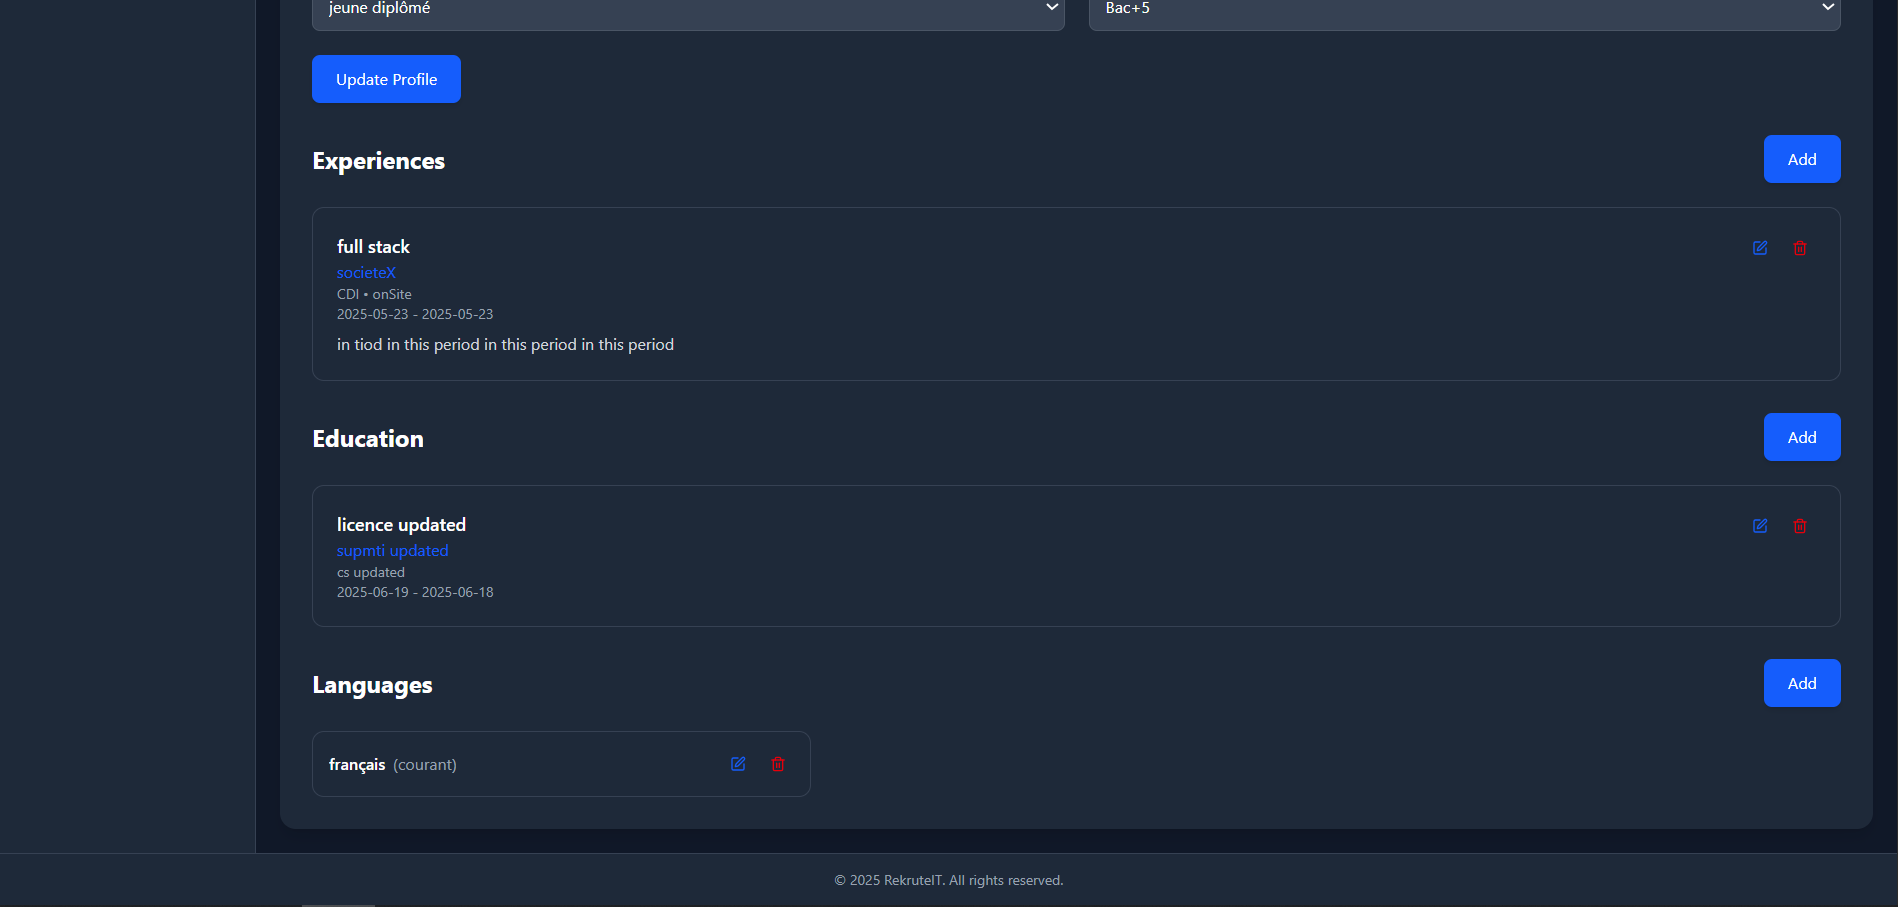 jeune diplômé
Bac+5
Update Profile
Experiences
Add
full stack
societeX
CDI • onSite
2025-05-23 - 2025-05-23
in tiod in this period in this period in this period
Education
Add
licence updated
supmti updated
cs updated
2025-06-19 - 2025-06-18
Languages
Add
français (courant)
© 2025 RekruteIT. All rights reserved.